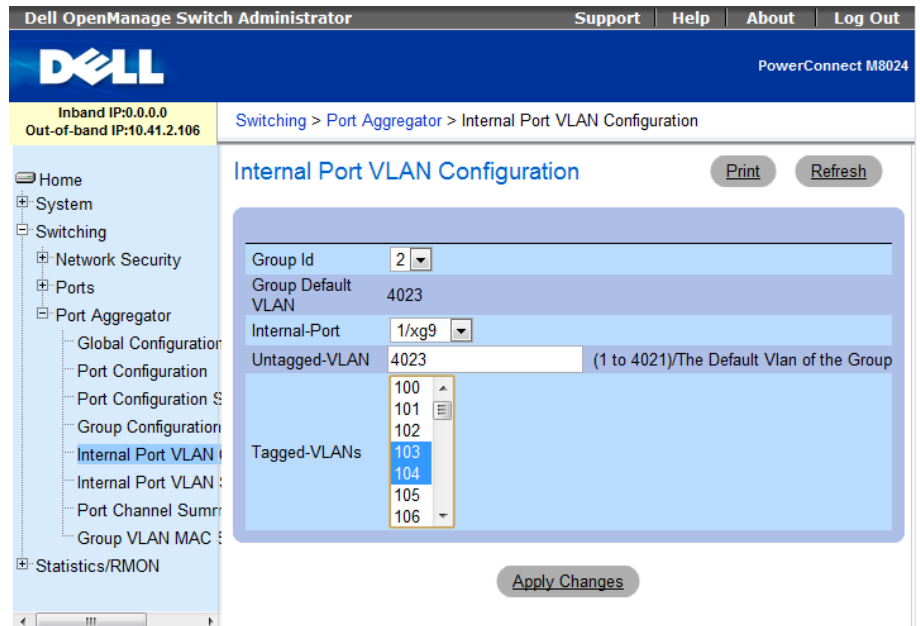 Dell OpenManage Switch Administrator
Support
Help
About
Log Out
DELL
PowerConnect M8024
Inband IP:0.0.0.0
Out-of-band IP:10.41.2.106
Switching > Port Aggregator > Internal Port VLAN Configuration
Home
System
Switching
Network Security
Ports
Port Aggregator
Global Configuration
Port Configuration
Port Configuration S
Group Configuration
Internal Port VLAN
Internal Port VLAN
Port Channel Summ
Group VLAN MAC
Statistics/RMON
Internal Port VLAN Configuration
Print
Refresh
Group Id
2
Group Default
VLAN
4023
Internal-Port
1/xg9
Untagged-VLAN
4023
(1 to 4021)/The Default Vlan of the Group
Tagged-VLANs
100
101
102
103
104
105
106
Apply Changes